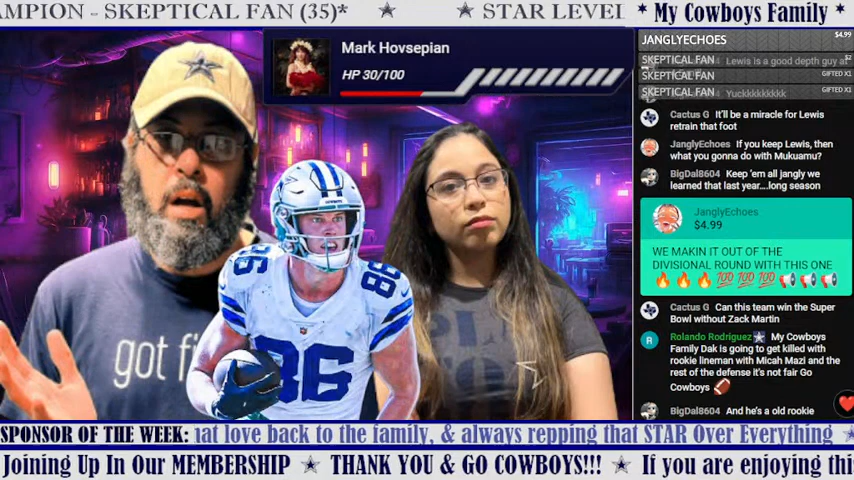 AMPION - SKEPTICAL FAN (35)* ★ ★ STAR LEVEL
* My Cowboys Family *
Mark Hovsepian
HP 30/100
JANGLYECHOES $4.99
SKEPTICAL FAN $2
Lewis is a good depth guy
SKEPTICAL FAN GIFTED X1
SKEPTICAL FAN GIFTED X1
Yuckkkkkkkkk
Cactus G It'll be a miracle for Lewis
retrain that foot
JanglyEchoes If you keep Lewis, then
what you gonna do with Mukuamu?
BigDal8604 Keep 'em all jangly we
learned that last year....long season
JanglyEchoes
$4.99
WE MAKIN IT OUT OF THE
DIVISIONAL ROUND WITH THIS ONE
🔥🔥🔥💯💯💯📢📢📢
Cactus G Can this team win the Super
Bowl without Zack Martin
R Rolando Rodriguez My Cowboys
Family Dak is going to get killed with
rookie lineman with Micah Mazi and the
rest of the defense it's not fair Go
Cowboys 🏈
BigDal8604 And he's a old rookie
86
86
86
got fi
SPONSOR OF THE WEEK: hat love back to the family, & always repping that STAR Over Everything ★
Joining Up In Our MEMBERSHIP ★ THANK YOU & GO COWBOYS!!! ★ If you are enjoying thi